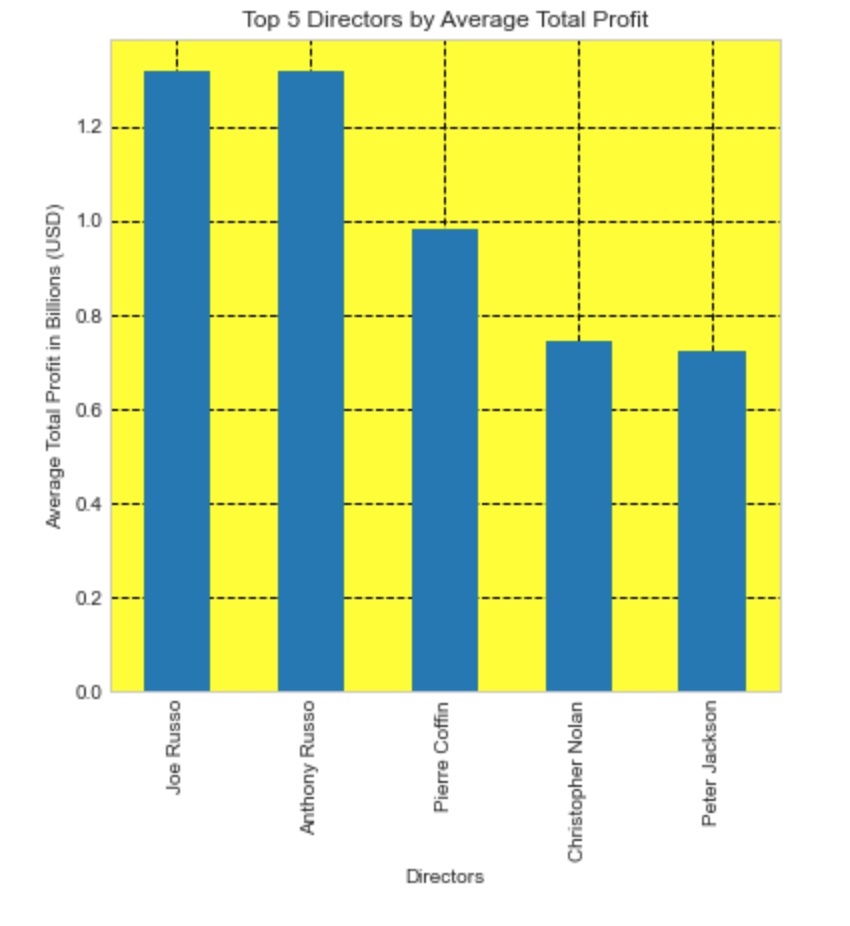 Top 5 Directors by Average Total Profit
Average Total Profit in Billions (USD)
1.2
1.0
0.8
0.6
0.4
0.2
0.0
Joe Russo
Anthony Russo
Pierre Coffin
Christopher Nolan
Peter Jackson
Directors